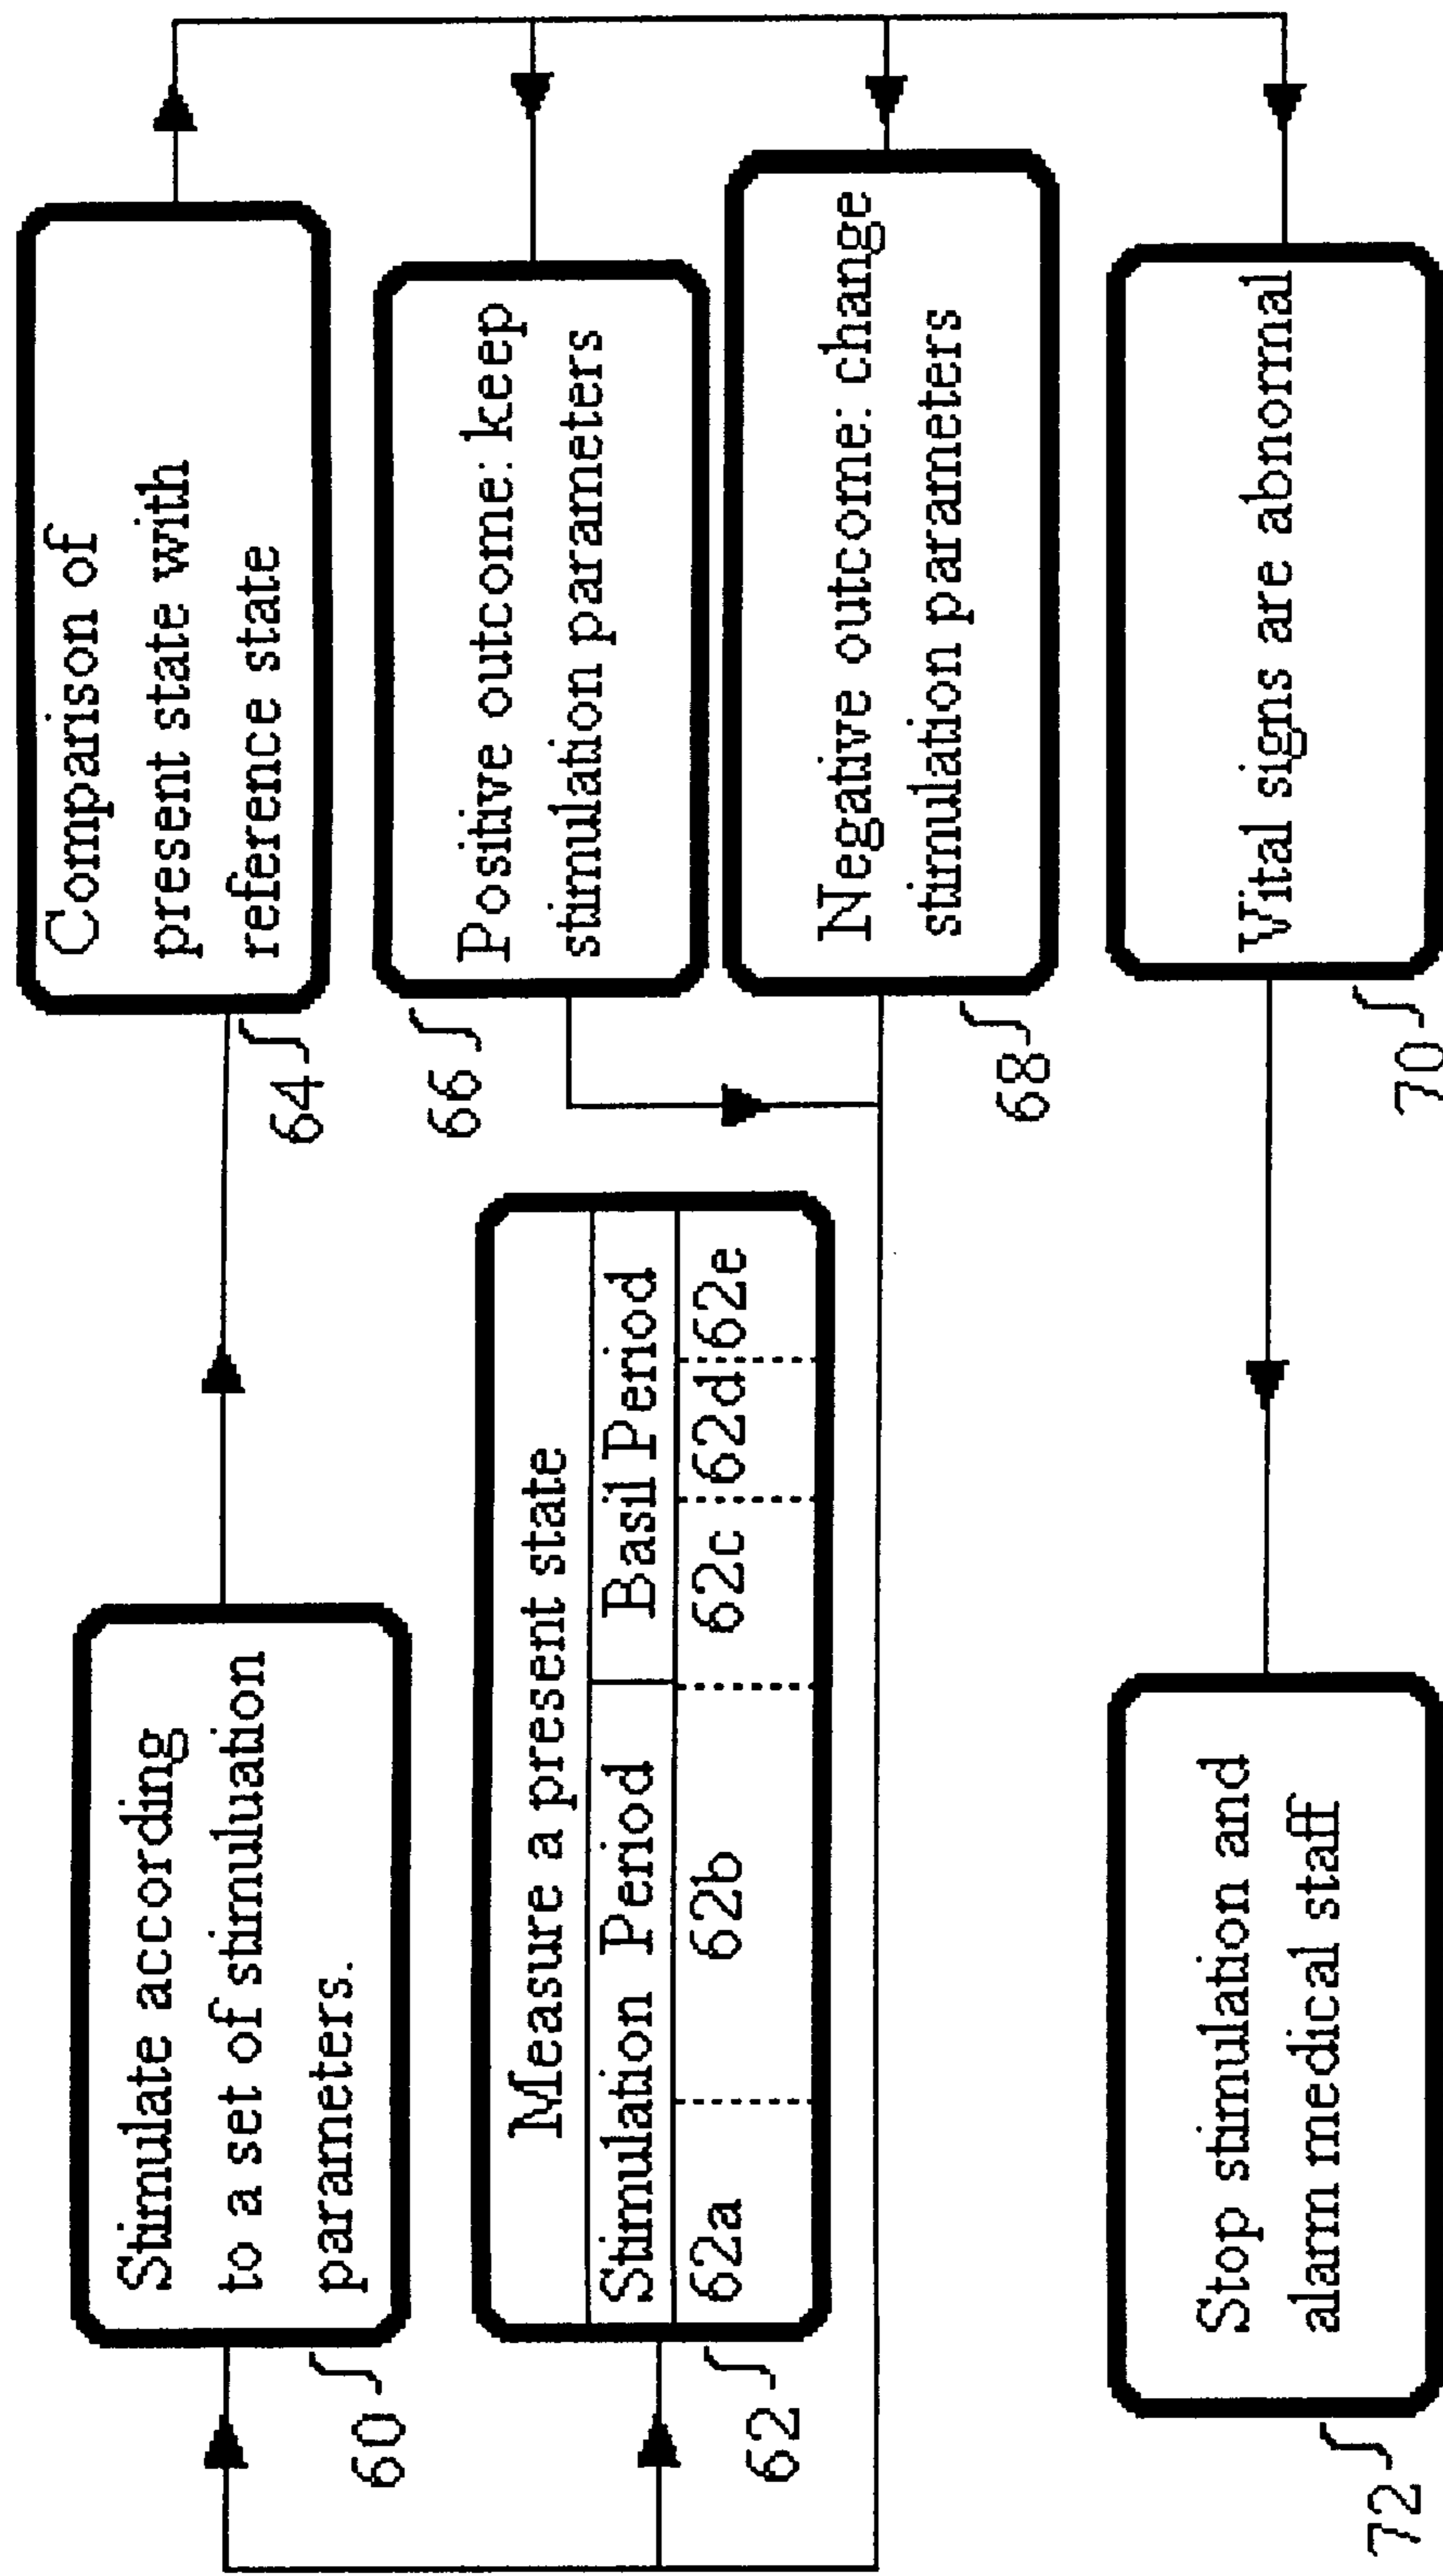 Stimulate according
to a set of stimuluation
parameters.
60
Comparison of
present state with
reference state
64
Measure a present state
Stimulation Period
Basil Period
62a
62b
62c
62d
62e
62
Positive outcome: keep
stimulation parameters
66
Negative outcome: change
stimulation parameters
68
Stop stimulation and
alarm medical staff
72
Vital signs are abnormal
70